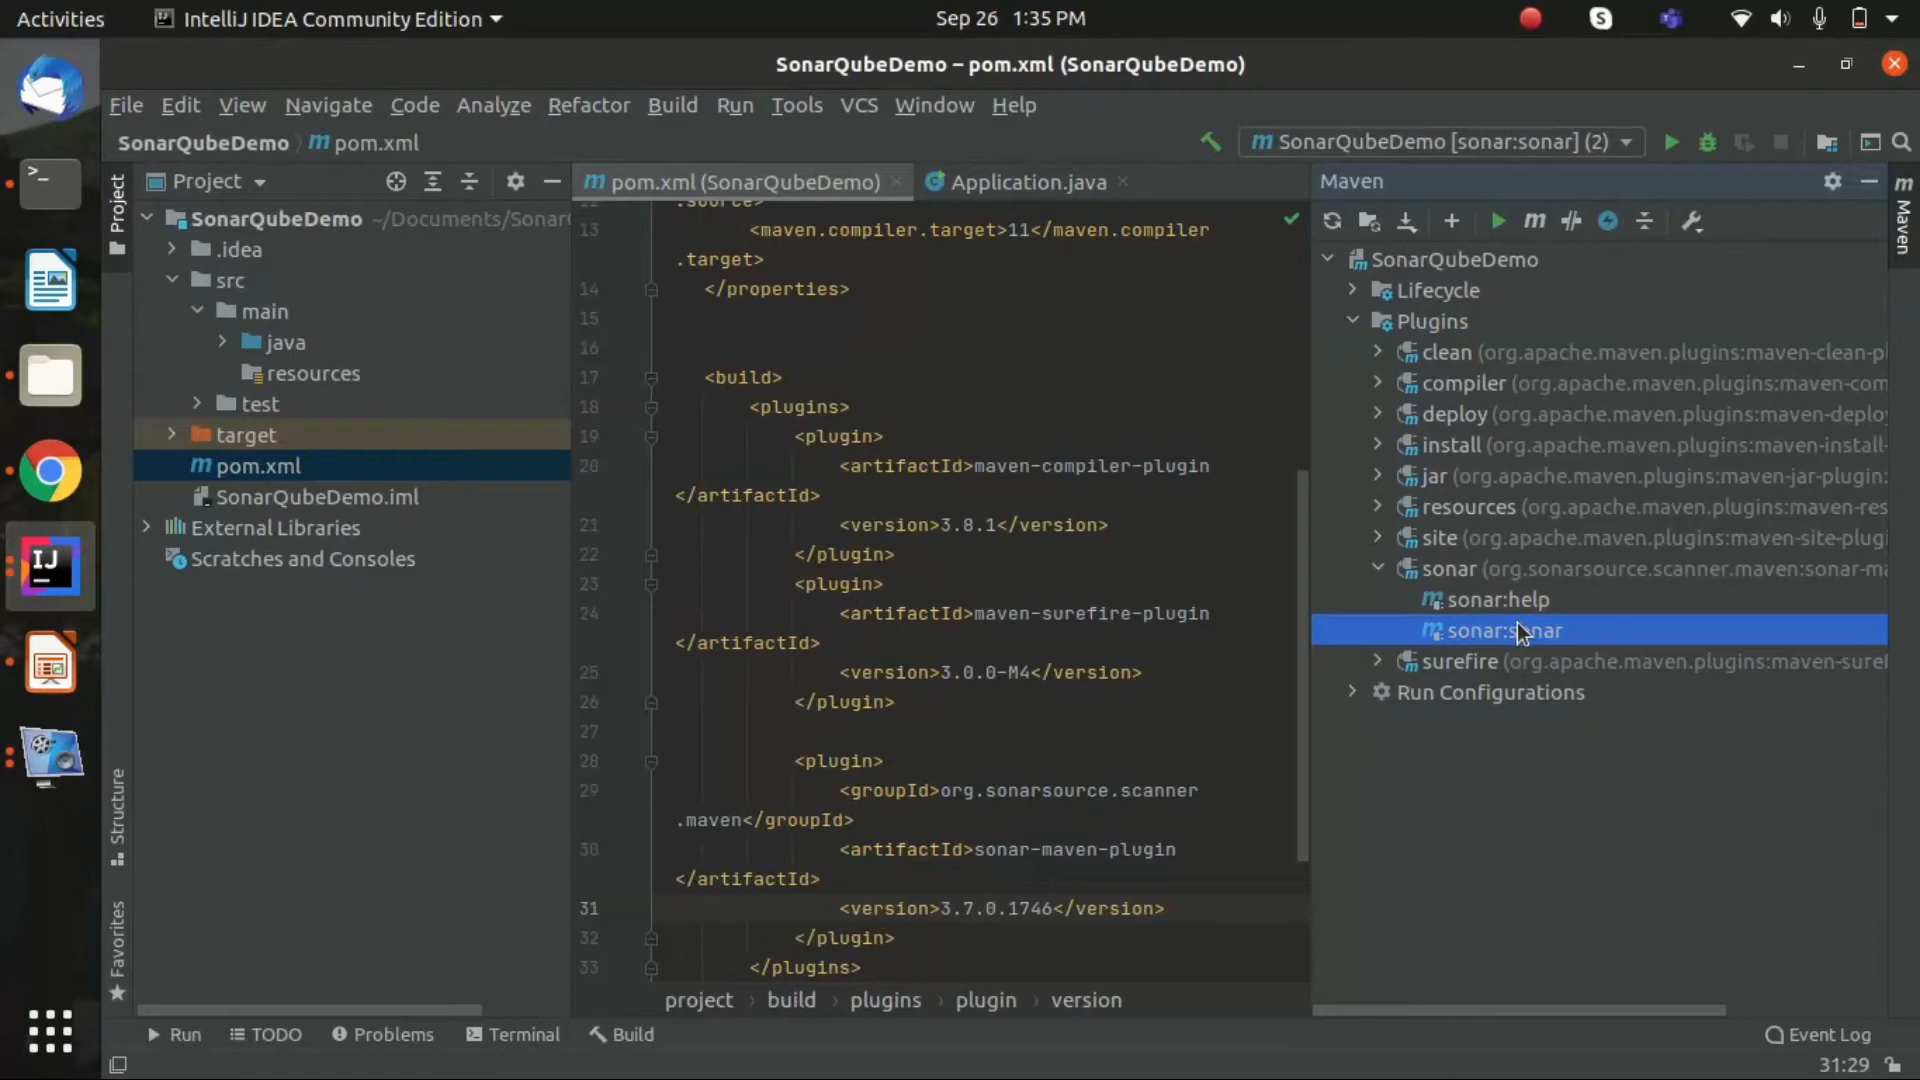 Activities
IntelliJ IDEA Community Edition
Sep 26 1:35 PM
SonarQubeDemo – pom.xml (SonarQubeDemo)
File Edit View Navigate Code Analyze Refactor Build Run Tools VCS Window Help
SonarQubeDemo
pom.xml
SonarQubeDemo [sonar:sonar] (2)
Project
Project
SonarQubeDemo ~/Documents/Sonar
.idea
src
main
java
resources
test
target
pom.xml
SonarQubeDemo.iml
External Libraries
Scratches and Consoles
Structure
Favorites
pom.xml (SonarQubeDemo)
Application.java
12
.source>
13 <maven.compiler.target>11</maven.compiler
.target>
14 </properties>
15
16
17 <build>
18 <plugins>
19 <plugin>
20 <artifactId>maven-compiler-plugin
</artifactId>
21 <version>3.8.1</version>
22 </plugin>
23 <plugin>
24 <artifactId>maven-surefire-plugin
</artifactId>
25 <version>3.0.0-M4</version>
26 </plugin>
27
28 <plugin>
29 <groupId>org.sonarsource.scanner
.maven</groupId>
30 <artifactId>sonar-maven-plugin
</artifactId>
31 <version>3.7.0.1746</version>
32 </plugin>
33 </plugins>
project › build › plugins › plugin › version
Maven
Maven
SonarQubeDemo
Lifecycle
Plugins
clean (org.apache.maven.plugins:maven-clean-pl
compiler (org.apache.maven.plugins:maven-com
deploy (org.apache.maven.plugins:maven-deploy
install (org.apache.maven.plugins:maven-install-
jar (org.apache.maven.plugins:maven-jar-plugin:
resources (org.apache.maven.plugins:maven-res
site (org.apache.maven.plugins:maven-site-plugi
sonar (org.sonarsource.scanner.maven:sonar-ma
sonar:help
sonar:sonar
surefire (org.apache.maven.plugins:maven-suref
Run Configurations
Run TODO Problems Terminal Build
Event Log
31:29